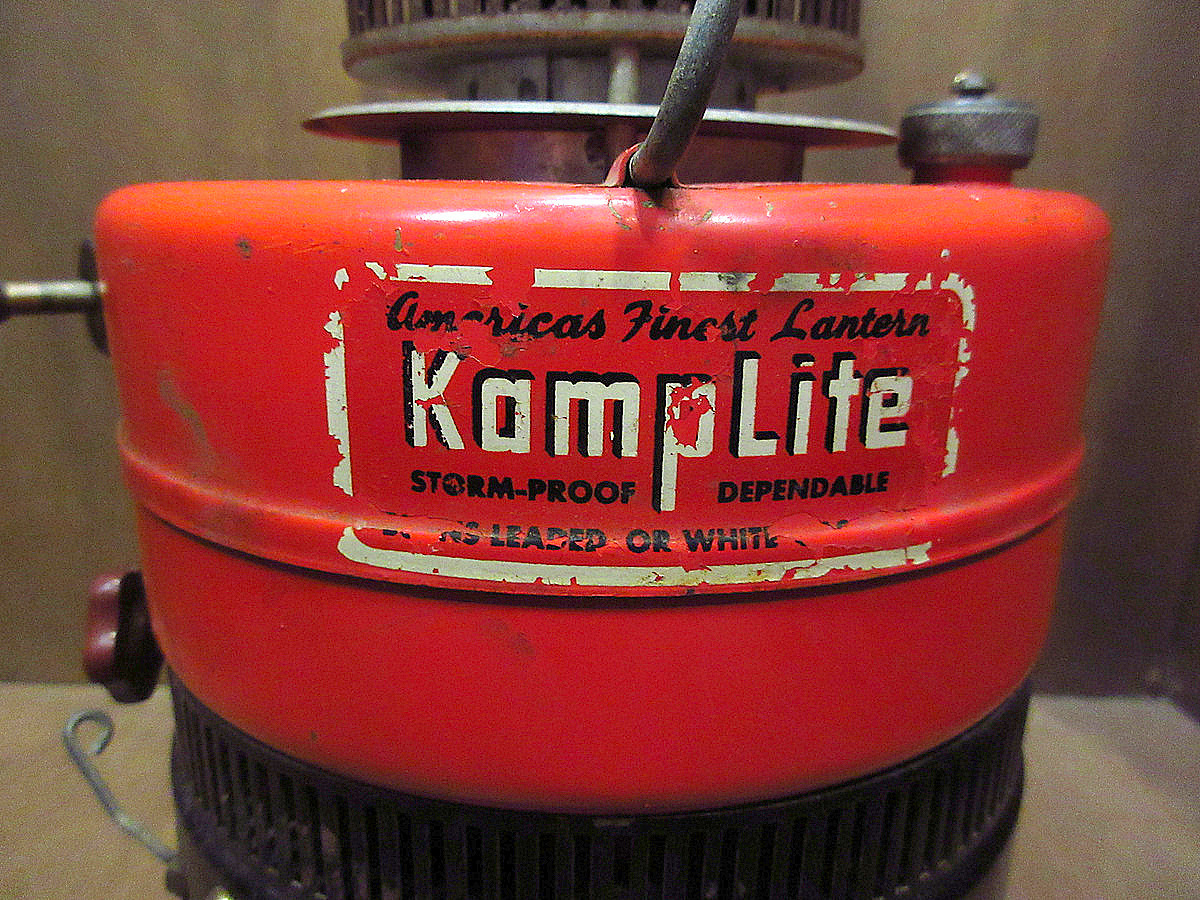 Americas Finest Lantern
KampLite
STORM-PROOF DEPENDABLE
LEADED OR WHITE